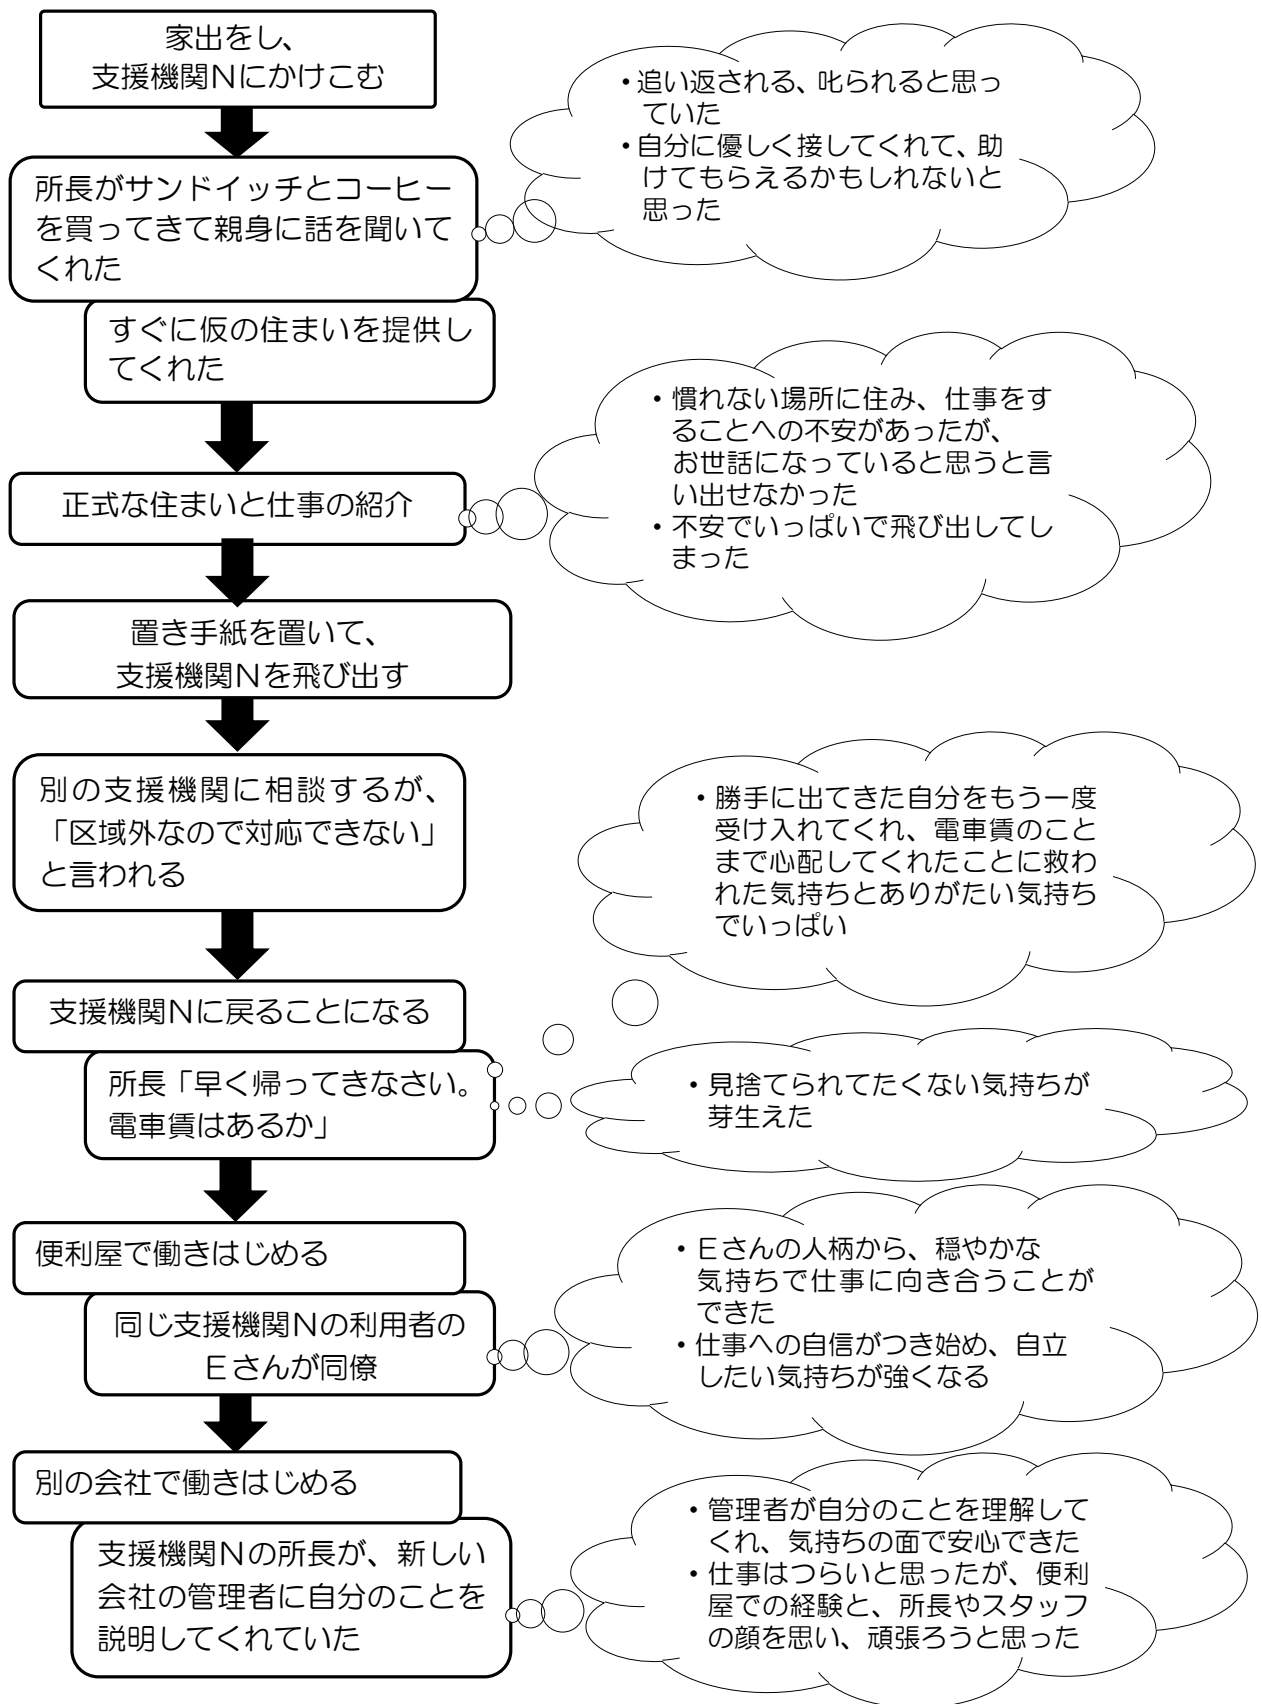 家出をし、
支援機関Nにかけこむ
・追い返される、叱られると思っ
ていた
・自分に優しく接してくれて、助
けてもらえるかもしれないと
思った
所長がサンドイッチとコーヒー
を買ってきて親身に話を聞いて
くれた
すぐに仮の住まいを提供し
てくれた
・慣れない場所に住み、仕事をす
ることへの不安があったが、
お世話になっていると思うと言
い出せなかった
・不安でいっぱいで飛び出してし
まった
正式な住まいと仕事の紹介
置き手紙を置いて、
支援機関Nを飛び出す
別の支援機関に相談するが、
「区域外なので対応できない」
と言われる
・勝手に出てきた自分をもう一度
受け入れてくれ、電車賃のこと
まで心配してくれたことに救わ
れた気持ちとありがたい気持ち
でいっぱい
支援機関Nに戻ることになる
所長「早く帰ってきなさい。
電車賃はあるか」
・見捨てられてたくない気持ちが
芽生えた
便利屋で働きはじめる
同じ支援機関Nの利用者の
Eさんが同僚
・Eさんの人柄から、穏やかな
気持ちで仕事に向き合うことが
できた
・仕事への自信がつき始め、自立
したい気持ちが強くなる
別の会社で働きはじめる
支援機関Nの所長が、新しい
会社の管理者に自分のことを
説明してくれていた
・管理者が自分のことを理解して
くれ、気持ちの面で安心できた
・仕事はつらいと思ったが、便利
屋での経験と、所長やスタッフ
の顔を思い、頑張ろうと思った